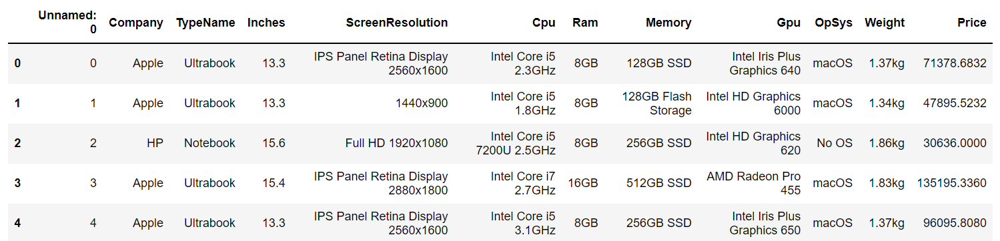 Unnamed: 0 Company TypeName Inches ScreenResolution Cpu Ram Memory Gpu OpSys Weight Price
0 0 Apple Ultrabook 13.3 IPS Panel Retina Display 2560x1600 Intel Core i5 2.3GHz 8GB 128GB SSD Intel Iris Plus Graphics 640 macOS 1.37kg 71378.6832
1 1 Apple Ultrabook 13.3 1440x900 Intel Core i5 1.8GHz 8GB 128GB Flash Storage Intel HD Graphics 6000 macOS 1.34kg 47895.5232
2 2 HP Notebook 15.6 Full HD 1920x1080 Intel Core i5 7200U 2.5GHz 8GB 256GB SSD Intel HD Graphics 620 No OS 1.86kg 30636.0000
3 3 Apple Ultrabook 15.4 IPS Panel Retina Display 2880x1800 Intel Core i7 2.7GHz 16GB 512GB SSD AMD Radeon Pro 455 macOS 1.83kg 135195.3360
4 4 Apple Ultrabook 13.3 IPS Panel Retina Display 2560x1600 Intel Core i5 3.1GHz 8GB 256GB SSD Intel Iris Plus Graphics 650 macOS 1.37kg 96095.8080